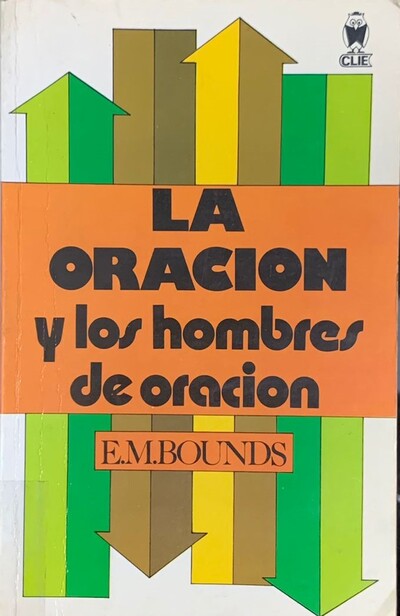 CLIE
LA
ORACION
y los hombres
de oracion
E.M.BOUNDS